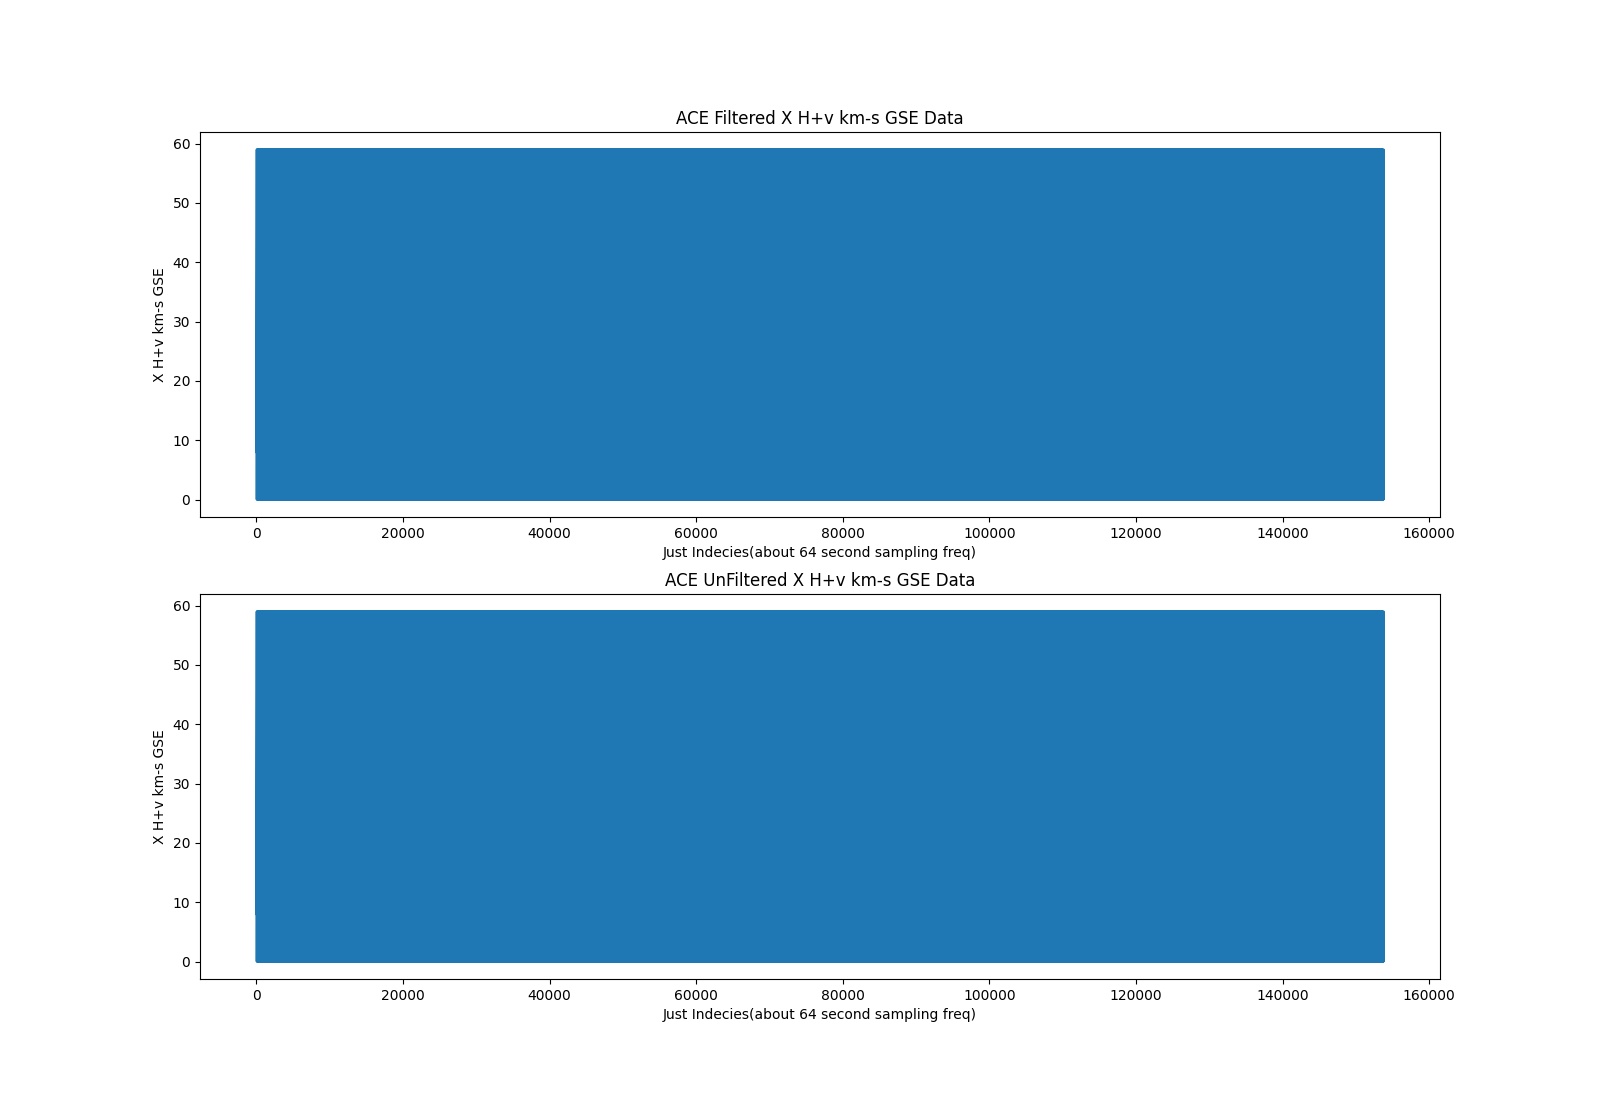 ACE Filtered X H+v km-s GSE Data
60
50
40
30
20
10
0
X H+v km-s GSE
0 20000 40000 60000 80000 100000 120000 140000 160000
Just Indecies(about 64 second sampling freq)
ACE UnFiltered X H+v km-s GSE Data
60
50
40
30
20
10
0
X H+v km-s GSE
0 20000 40000 60000 80000 100000 120000 140000 160000
Just Indecies(about 64 second sampling freq)